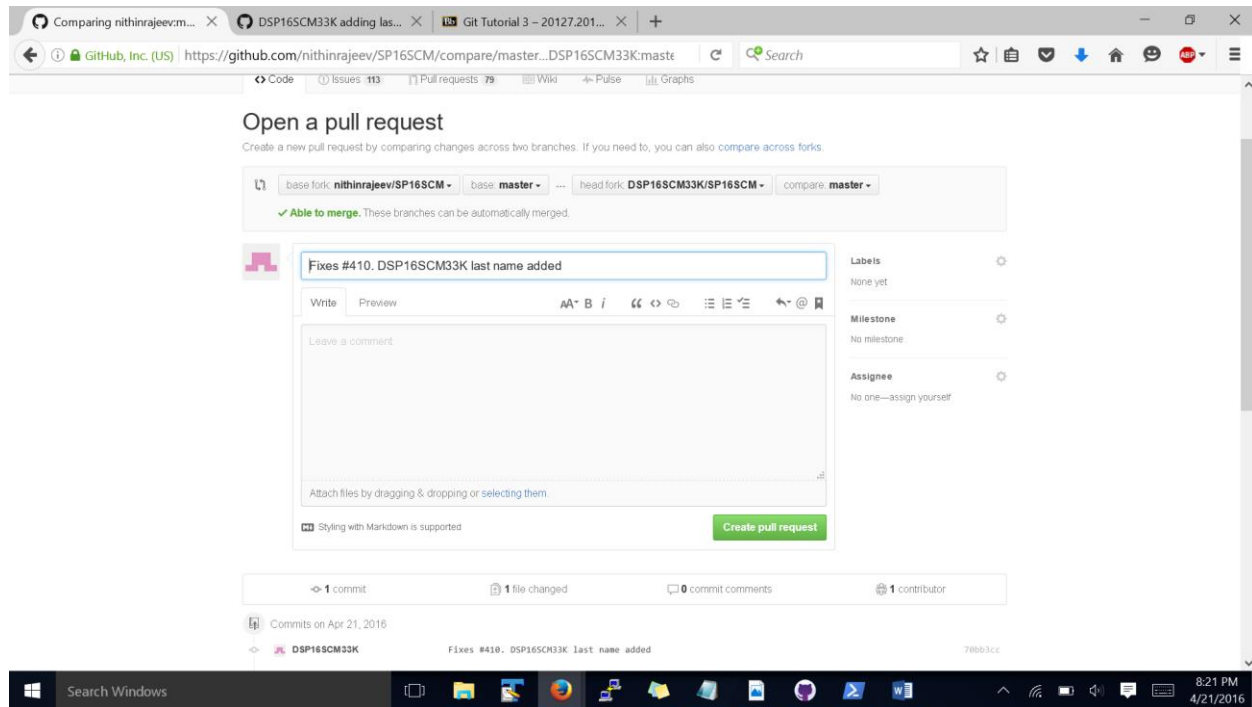 Comparing nithinrajeev:m...
DSP16SCM33K adding las...
Git Tutorial 3 – 20127.201...
GitHub, Inc. (US)
https://github.com/nithinrajeev/SP16SCM/compare/master...DSP16SCM33K:maste
Search
ABP
Code
Issues 113
Pull requests 79
Wiki
Pulse
Graphs
Open a pull request
Create a new pull request by comparing changes across two branches. If you need to, you can also compare across forks.
base fork: nithinrajeev/SP16SCM
base: master
...
head fork: DSP16SCM33K/SP16SCM
compare: master
Able to merge. These branches can be automatically merged.
Fixes #410. DSP16SCM33K last name added
Labels
None yet
Write
Preview
AA B i
Milestone
No milestone
Leave a comment
Assignee
No one—assign yourself
Attach files by dragging & dropping or selecting them.
Styling with Markdown is supported
Create pull request
1 commit
1 file changed
0 commit comments
1 contributor
Commits on Apr 21, 2016
DSP16SCM33K
Fixes #410. DSP16SCM33K last name added
70bb3cc
Search Windows
8:21 PM
4/21/2016